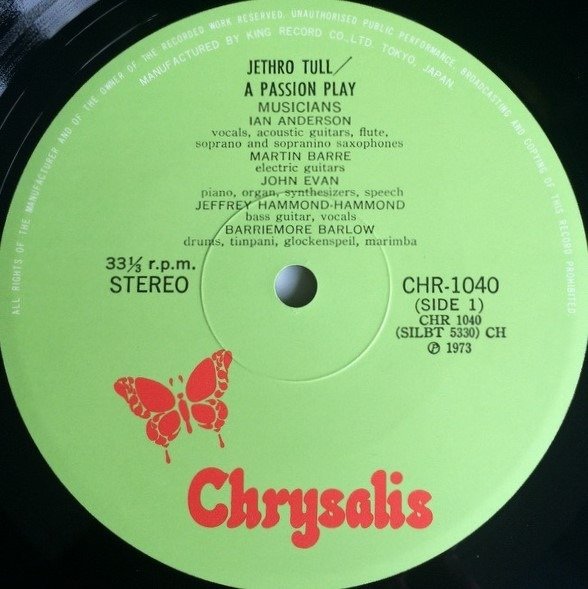 ALL RIGHTS OF THE MANUFACTURER AND OF THE OWNER OF THE RECORDED WORK RESERVED. UNAUTHORISED PUBLIC PERFORMANCE, BROADCASTING AND COPYING OF THIS RECORD PROHIBITED
MANUFACTURED BY KING RECORD CO., LTD. TOKYO, JAPAN.
JETHRO TULL/
A PASSION PLAY
MUSICIANS
IAN ANDERSON
vocals, acoustic guitars, flute,
soprano and sopranino saxophones
MARTIN BARRE
electric guitars
JOHN EVAN
piano, organ, synthesizers, speech
JEFFREY HAMMOND-HAMMOND
bass guitar, vocals
BARRIEMORE BARLOW
drums, timpani, glockenspeil, marimba
33⅓ r.p.m.
STEREO
CHR-1040
(SIDE 1)
CHR 1040
(SILBT 5330) CH
℗ 1973
Chrysalis